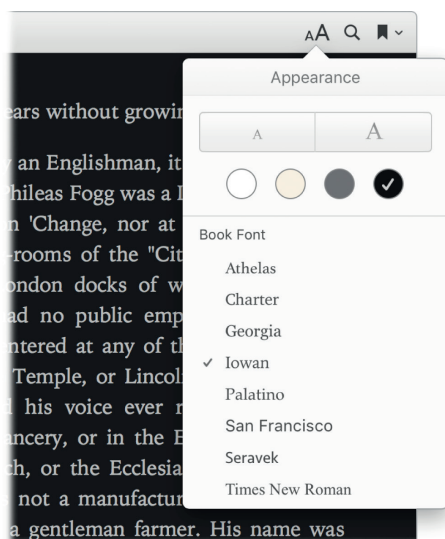 AA
ears without growin
an Englishman, it
Phileas Fogg was a
n 'Change, nor at
-rooms of the "Cit
ondon docks of w
ad no public emp
ntered at any of th
Temple, or Lincol
his voice ever
ancery, or in the E
ch, or the Ecclesia
not a manufactur
a gentleman farmer. His name was
Appearance
A A
Book Font
Athelas
Charter
Georgia
✓ Iowan
Palatino
San Francisco
Seravek
Times New Roman